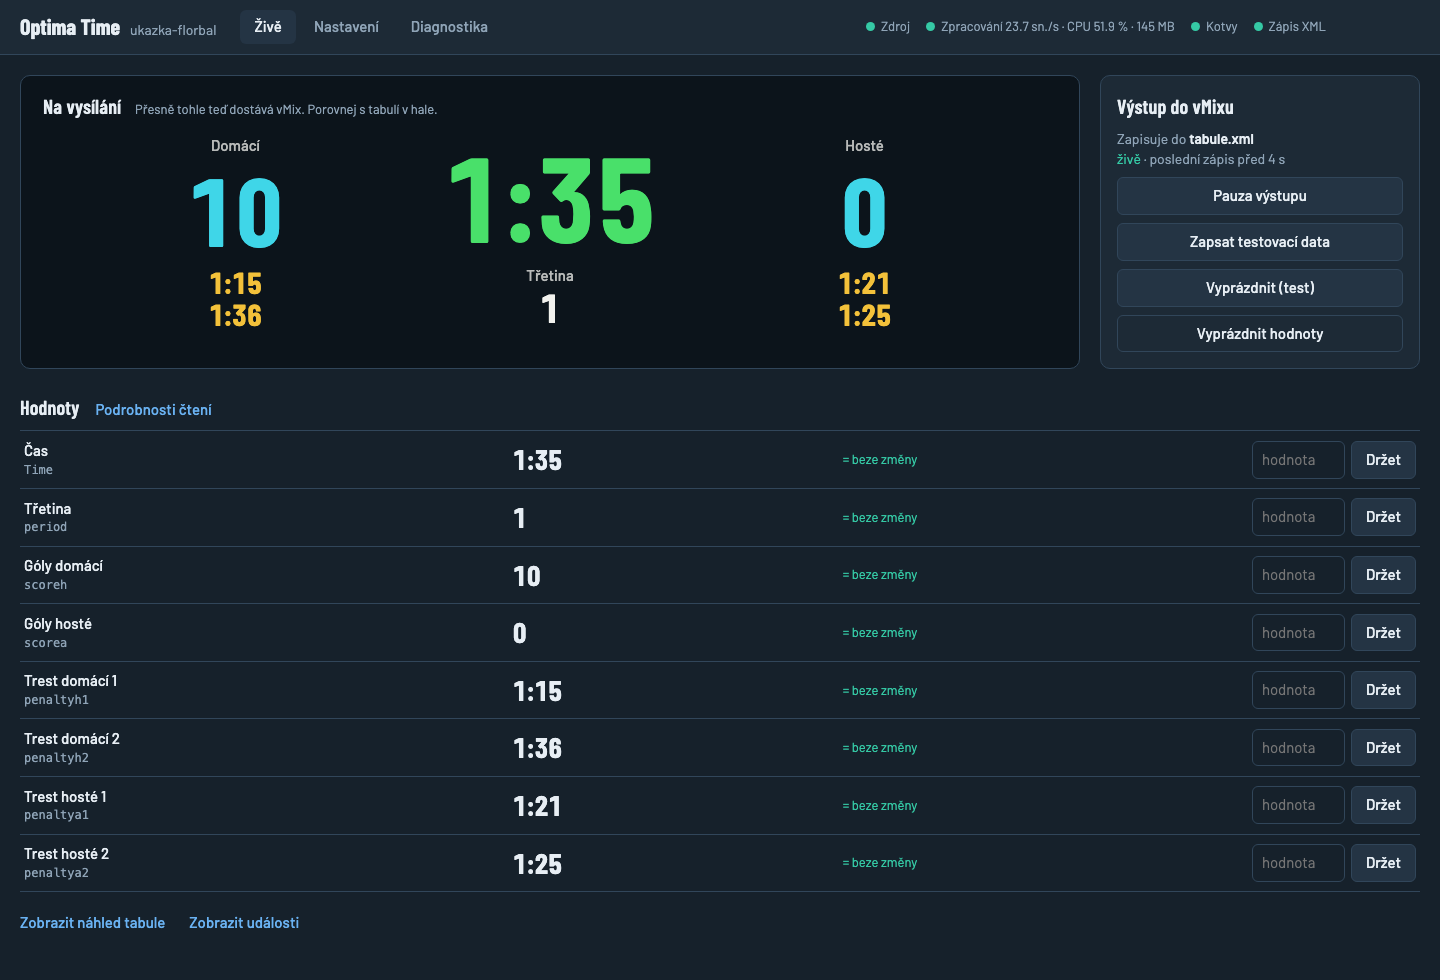 Optima Time ukazka-florbal Živě Nastavení Diagnostika Zdroj Zpracování 23.7 sn./s · CPU 51.9 % · 145 MB Kotvy Zápis XML
Na vysílání Přesně tohle teď dostává vMix. Porovnej s tabulí v hale.
Domácí
10
1:15
1:36
1:35
Třetina
1
Hosté
0
1:21
1:25
Výstup do vMixu
Zapisuje do tabule.xml
živě · poslední zápis před 4 s
Pauza výstupu
Zapsat testovací data
Vyprázdnit (test)
Vyprázdnit hodnoty
Hodnoty Podrobnosti čtení
Čas 1:35 = beze změny hodnota Držet
Time
Třetina 1 = beze změny hodnota Držet
period
Góly domácí 10 = beze změny hodnota Držet
scoreh
Góly hosté 0 = beze změny hodnota Držet
scorea
Trest domácí 1 1:15 = beze změny hodnota Držet
penaltyh1
Trest domácí 2 1:36 = beze změny hodnota Držet
penaltyh2
Trest hosté 1 1:21 = beze změny hodnota Držet
penaltya1
Trest hosté 2 1:25 = beze změny hodnota Držet
penaltya2
Zobrazit náhled tabule Zobrazit události